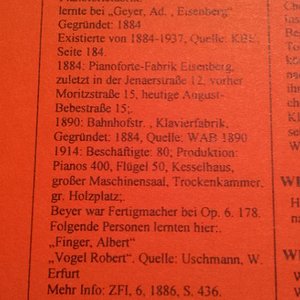 lernte bei „Geyer, Ad. , Eisenberg"
Gegründet: 1884
Existierte von 1884-1937, Quelle: KBL,
Seite 184.
1884: Pianoforte-Fabrik Eisenberg,
zuletzt in der Jenaerstraße 12, vorher
Moritzstraße 15, heutige August-
Bebestraße 15;.
1890: Bahnhofstr. , Klavierfabrik,
Gegründet: 1884, Quelle: WAB 1890
1914: Beschäftigte: 80; Produktion:
Pianos 400, Flügel 50, Kesselhaus,
großer Maschinensaal, Trockenkammer,
gr. Holzplatz;.
Beyer war Fertigmacher bei Op. 6. 178.
Folgende Personen lernten hier:.
„Finger, Albert"
„Vogel Robert". Quelle: Uschmann, W.
Erfurt
Mehr Info: ZFI, 6, 1886, S. 436,